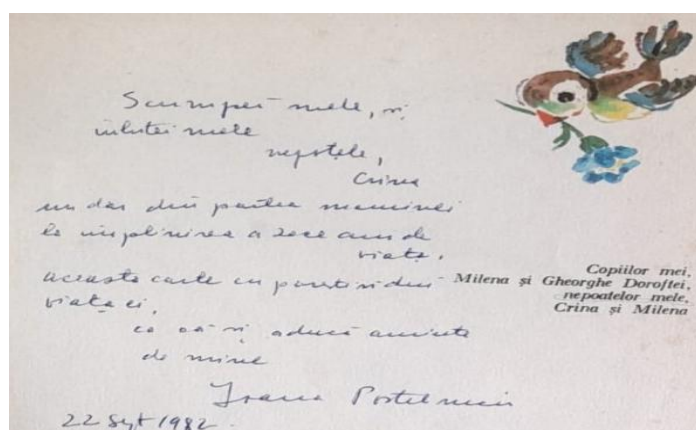 Scumpei mele, și
iubitei mele
nepoțele,
Crina
un dar din partea maminei
la împlinirea a zece ani de
viață,
această carte cu povestiri din
viața ei,
ca să-și aducă aminte
de mine
Ioana Postelnicu
22 Sept 1982.
Copiilor mei,
Milena și Gheorghe Doroftei,
nepoatelor mele,
Crina și Milena